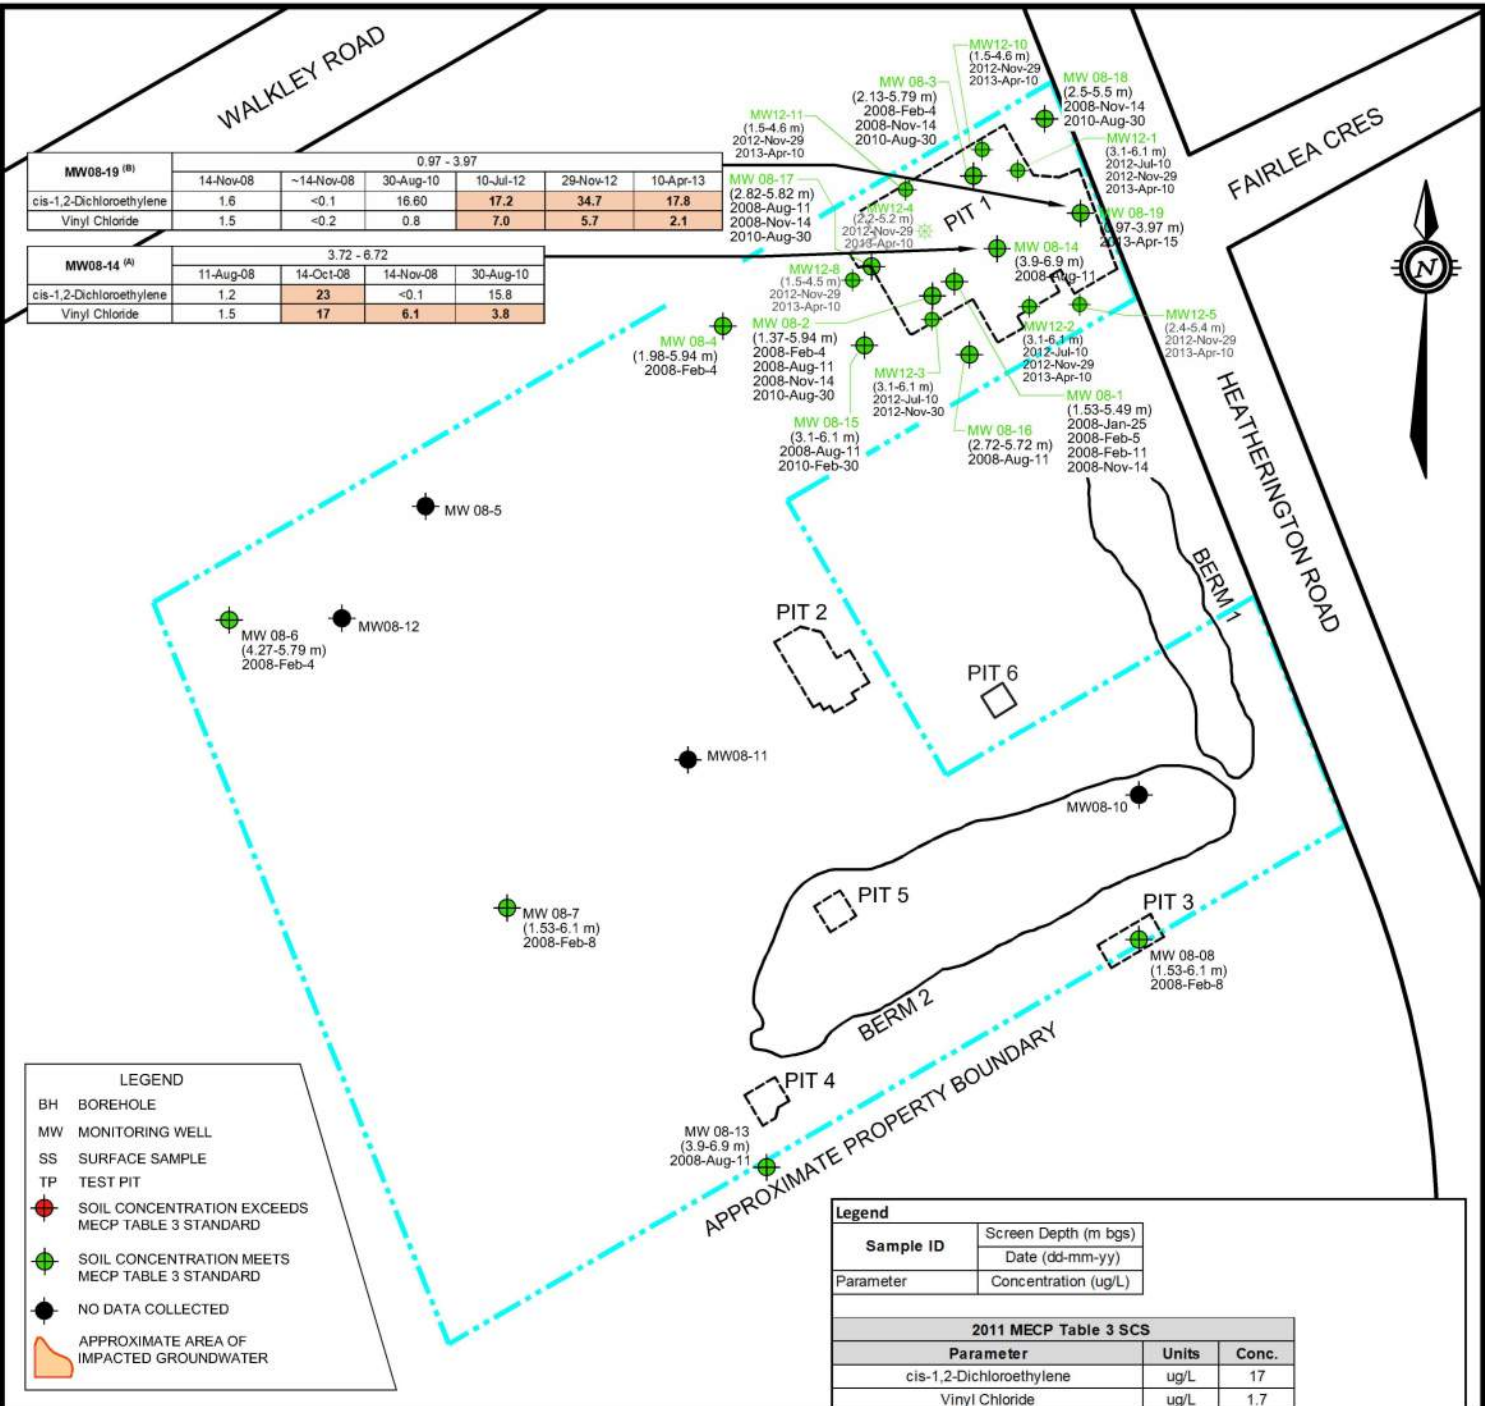 WALKLEY ROAD
FAIRLEA CRES
HEATHERINGTON ROAD
N
MW08-19 (B) 0.97 - 3.97
14-Nov-08 ~14-Nov-08 30-Aug-10 10-Jul-12 29-Nov-12 10-Apr-13
cis-1,2-Dichloroethylene 1.6 <0.1 16.60 17.2 34.7 17.8
Vinyl Chloride 1.5 <0.2 0.8 7.0 5.7 2.1
MW08-14 (A) 3.72 - 6.72
11-Aug-08 14-Oct-08 14-Nov-08 30-Aug-10
cis-1,2-Dichloroethylene 1.2 23 <0.1 15.8
Vinyl Chloride 1.5 17 6.1 3.8
MW12-10
(1.5-4.6 m)
2012-Nov-29
2013-Apr-10
MW 08-3
(2.13-5.79 m)
2008-Feb-4
2008-Nov-14
2010-Aug-30
MW 08-18
(2.5-5.5 m)
2008-Nov-14
2010-Aug-30
MW12-11
(1.5-4.6 m)
2012-Nov-29
2013-Apr-10
MW12-1
(3.1-6.1 m)
2012-Jul-10
2012-Nov-29
2013-Apr-10
MW 08-17
(2.82-5.82 m)
2008-Aug-11
2008-Nov-14
2010-Aug-30
MW12-4
(2.2-5.2 m)
2012-Nov-29
2013-Apr-10
PIT 1
MW 08-19
(0.97-3.97 m)
2013-Apr-15
MW 08-14
(3.9-6.9 m)
2008-Aug-11
MW12-8
(1.5-4.5 m)
2012-Nov-29
2013-Apr-10
MW 08-4
(1.98-5.94 m)
2008-Feb-4
MW 08-2
(1.37-5.94 m)
2008-Feb-4
2008-Aug-11
2008-Nov-14
2010-Aug-30
MW12-2
(3.1-6.1 m)
2012-Jul-10
2012-Nov-29
2013-Apr-10
MW12-5
(2.4-5.4 m)
2012-Nov-29
2013-Apr-10
MW12-3
(3.1-6.1 m)
2012-Jul-10
2012-Nov-30
MW 08-15
(3.1-6.1 m)
2008-Aug-11
2010-Feb-30
MW 08-16
(2.72-5.72 m)
2008-Aug-11
MW 08-1
(1.53-5.49 m)
2008-Jan-25
2008-Feb-5
2008-Feb-11
2008-Nov-14
MW 08-5
MW 08-6
(4.27-5.79 m)
2008-Feb-4
MW08-12
PIT 2
PIT 6
BERM 1
MW08-11
MW08-10
MW 08-7
(1.53-6.1 m)
2008-Feb-8
PIT 5
PIT 3
MW 08-08
(1.53-6.1 m)
2008-Feb-8
BERM 2
PIT 4
MW 08-13
(3.9-6.9 m)
2008-Aug-11
APPROXIMATE PROPERTY BOUNDARY
LEGEND
BH BOREHOLE
MW MONITORING WELL
SS SURFACE SAMPLE
TP TEST PIT
SOIL CONCENTRATION EXCEEDS
MECP TABLE 3 STANDARD
SOIL CONCENTRATION MEETS
MECP TABLE 3 STANDARD
NO DATA COLLECTED
APPROXIMATE AREA OF
IMPACTED GROUNDWATER
Legend
Sample ID Screen Depth (m bgs)
Date (dd-mm-yy)
Parameter Concentration (ug/L)
2011 MECP Table 3 SCS
Parameter Units Conc.
cis-1,2-Dichloroethylene ug/L 17
Vinyl Chloride ug/L 1.7